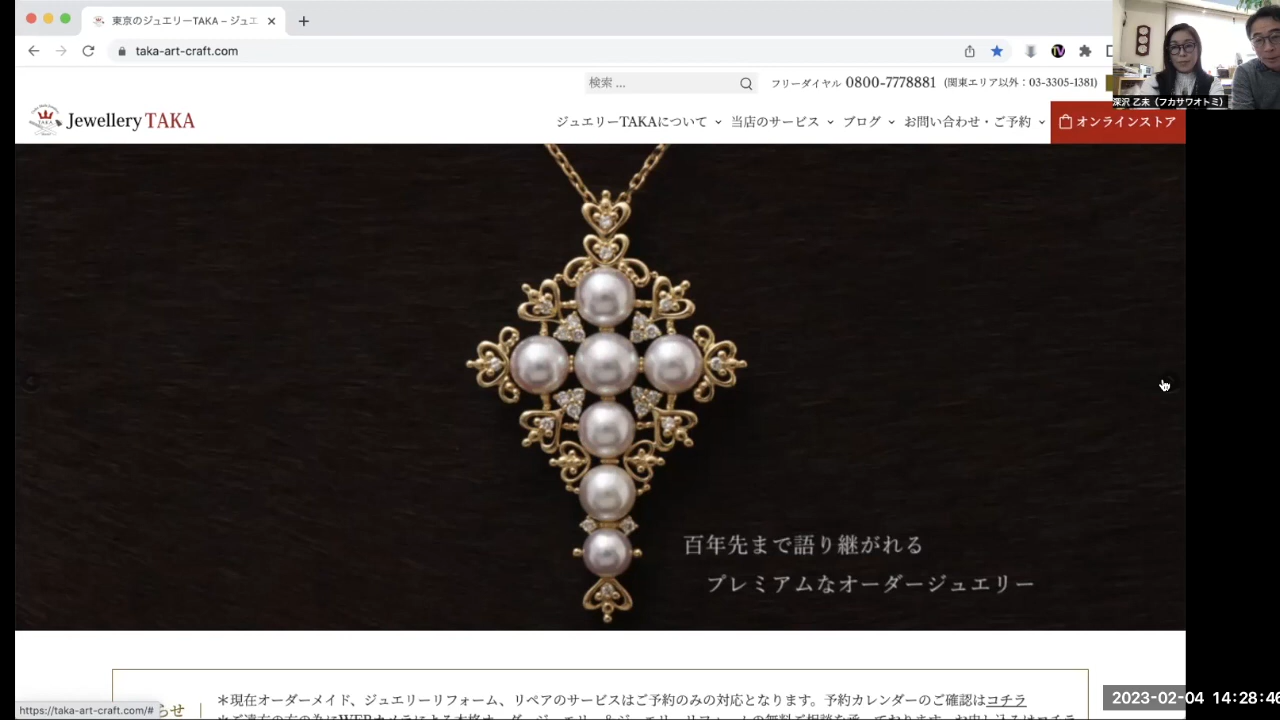 東京のジュエリーTAKA – ジュエ
taka-art-craft.com
検索 ...
フリーダイヤル 0800-7778881 (関東エリア以外：03-3305-1381)
深沢 乙未（フカサワオトミ）
Jewellery TAKA
ジュエリーTAKAについて 当店のサービス ブログ お問い合わせ・ご予約 オンラインストア
百年先まで語り継がれる
プレミアムなオーダージュエリー
＊現在オーダーメイド、ジュエリーリフォーム、リペアのサービスはご予約のみの対応となります。予約カレンダーのご確認はコチラ
2023-02-04 14:28:46
https://taka-art-craft.com/#